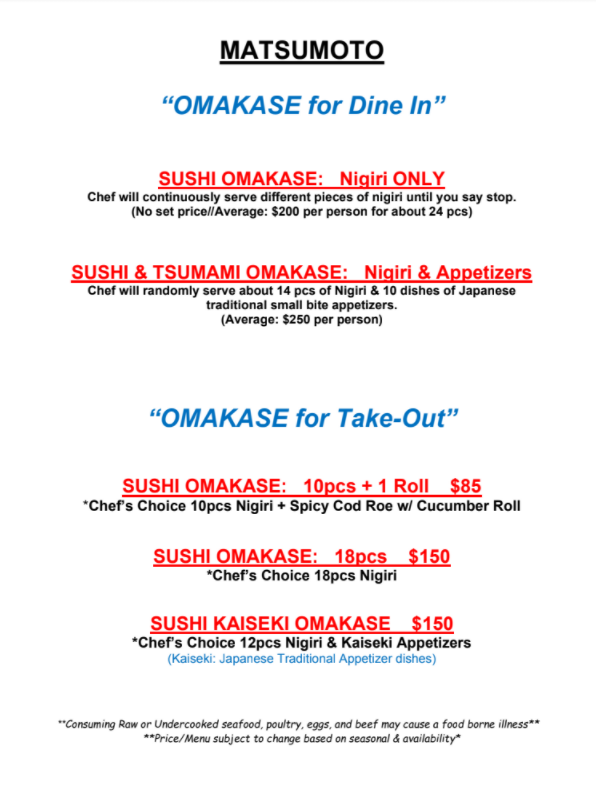 MATSUMOTO
“OMAKASE for Dine In”
SUSHI OMAKASE: Nigiri ONLY
Chef will continuously serve different pieces of nigiri until you say stop.
(No set price//Average: $200 per person for about 24 pcs)
SUSHI & TSUMAMI OMAKASE: Nigiri & Appetizers
Chef will randomly serve about 14 pcs of Nigiri & 10 dishes of Japanese
traditional small bite appetizers.
(Average: $250 per person)
“OMAKASE for Take-Out”
SUSHI OMAKASE: 10pcs + 1 Roll $85
*Chef’s Choice 10pcs Nigiri + Spicy Cod Roe w/ Cucumber Roll
SUSHI OMAKASE: 18pcs $150
*Chef’s Choice 18pcs Nigiri
SUSHI KAISEKI OMAKASE $150
*Chef’s Choice 12pcs Nigiri & Kaiseki Appetizers
(Kaiseki: Japanese Traditional Appetizer dishes)
**Consuming Raw or Undercooked seafood, poultry, eggs, and beef may cause a food borne illness**
**Price/Menu subject to change based on seasonal & availability*